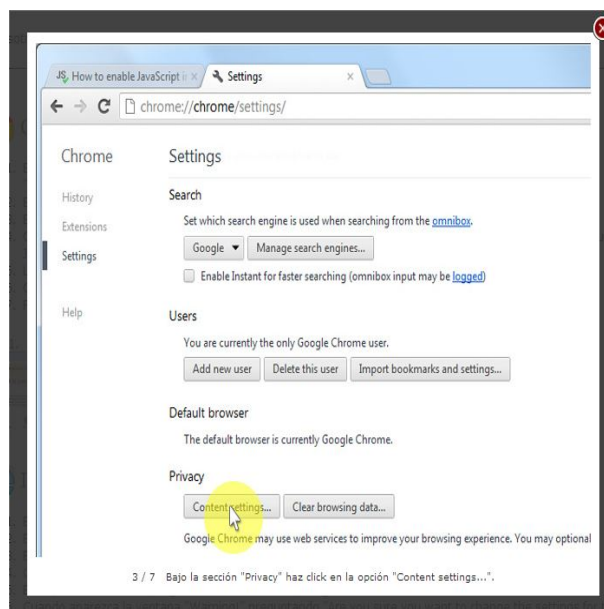 How to enable JavaScript i
Settings
chrome://chrome/settings/
Chrome
Settings
History
Extensions
Settings
Help
Search
Set which search engine is used when searching from the omnibox.
Google
Manage search engines...
Enable Instant for faster searching (omnibox input may be logged)
Users
You are currently the only Google Chrome user.
Add new user
Delete this user
Import bookmarks and settings...
Default browser
The default browser is currently Google Chrome.
Privacy
Content settings...
Clear browsing data...
Google Chrome may use web services to improve your browsing experience. You may optional
3 / 7 Bajo la sección "Privacy" haz click en la opción "Content settings...".